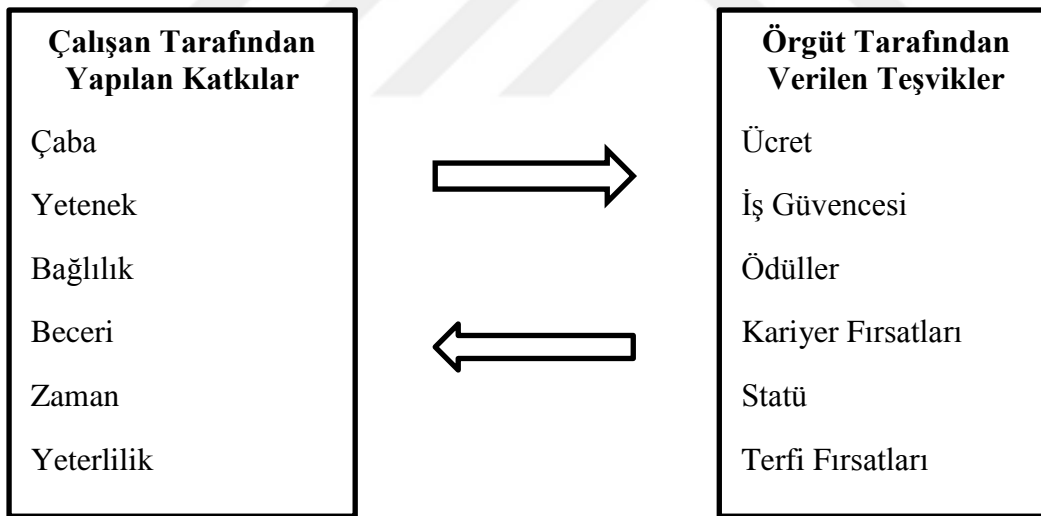 Çalışan Tarafından
Yapılan Katkılar
Çaba
Yetenek
Bağlılık
Beceri
Zaman
Yeterlilik
Örgüt Tarafından
Verilen Teşvikler
Ücret
İş Güvencesi
Ödüller
Kariyer Fırsatları
Statü
Terfi Fırsatları